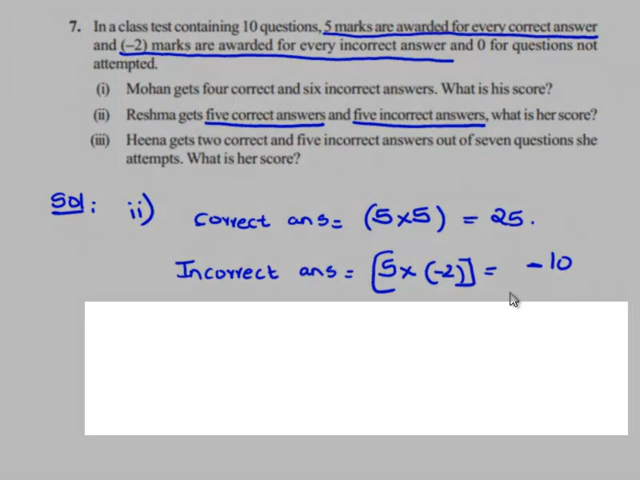 7. In a class test containing 10 questions, 5 marks are awarded for every correct answer
and (–2) marks are awarded for every incorrect answer and 0 for questions not
attempted.
(i) Mohan gets four correct and six incorrect answers. What is his score?
(ii) Reshma gets five correct answers and five incorrect answers, what is her score?
(iii) Heena gets two correct and five incorrect answers out of seven questions she
attempts. What is her score?
Sol: ii) Correct ans = (5×5) = 25.
Incorrect ans = [5× (-2)] = -10